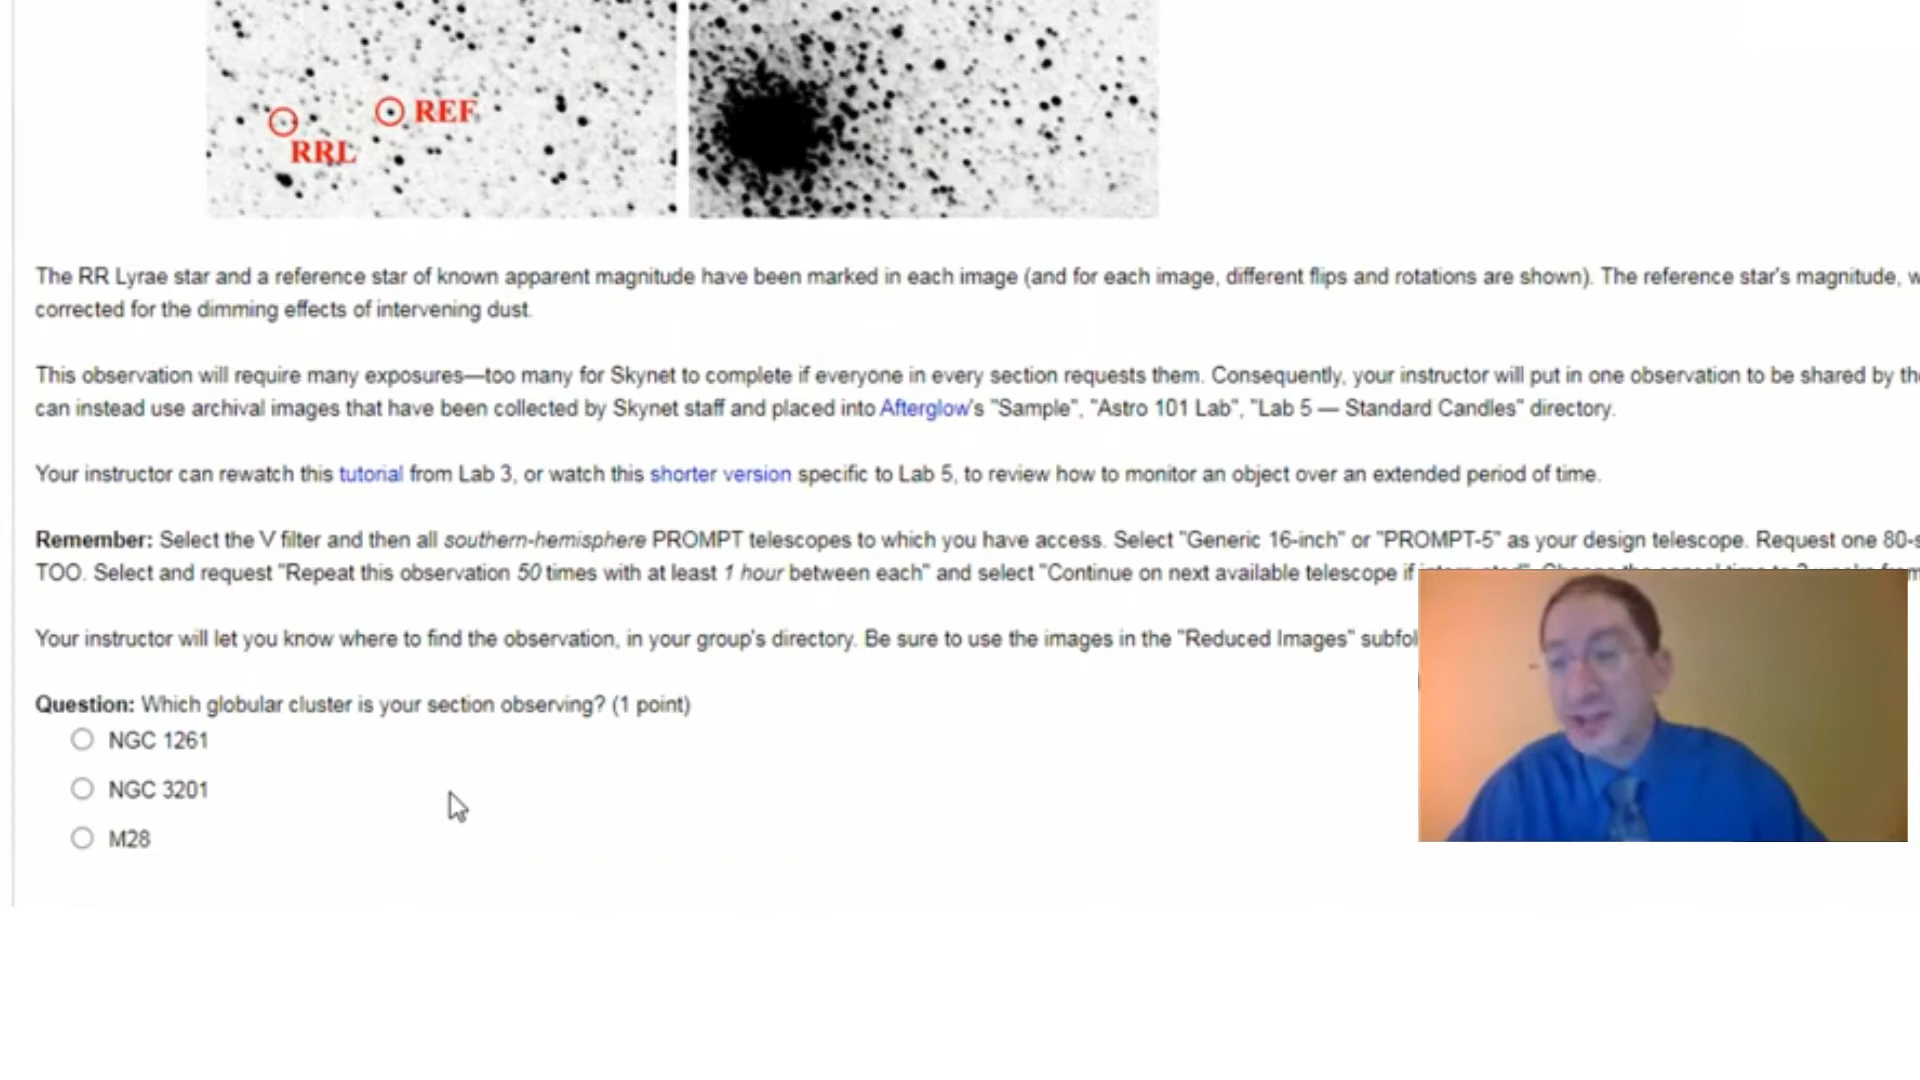 REF
RRL
The RR Lyrae star and a reference star of known apparent magnitude have been marked in each image (and for each image, different flips and rotations are shown). The reference star's magnitude,
corrected for the dimming effects of intervening dust.
This observation will require many exposures—too many for Skynet to complete if everyone in every section requests them. Consequently, your instructor will put in one observation to be shared by
can instead use archival images that have been collected by Skynet staff and placed into Afterglow's "Sample", "Astro 101 Lab", "Lab 5 — Standard Candles" directory.
Your instructor can rewatch this tutorial from Lab 3, or watch this shorter version specific to Lab 5, to review how to monitor an object over an extended period of time.
Remember: Select the V filter and then all southern-hemisphere PROMPT telescopes to which you have access. Select "Generic 16-inch" or "PROMPT-5" as your design telescope. Request one 80-s
TOO. Select and request "Repeat this observation 50 times with at least 1 hour between each" and select "Continue on next available telescope if
Your instructor will let you know where to find the observation, in your group's directory. Be sure to use the images in the "Reduced Images"
Question: Which globular cluster is your section observing? (1 point)
NGC 1261
NGC 3201
M28